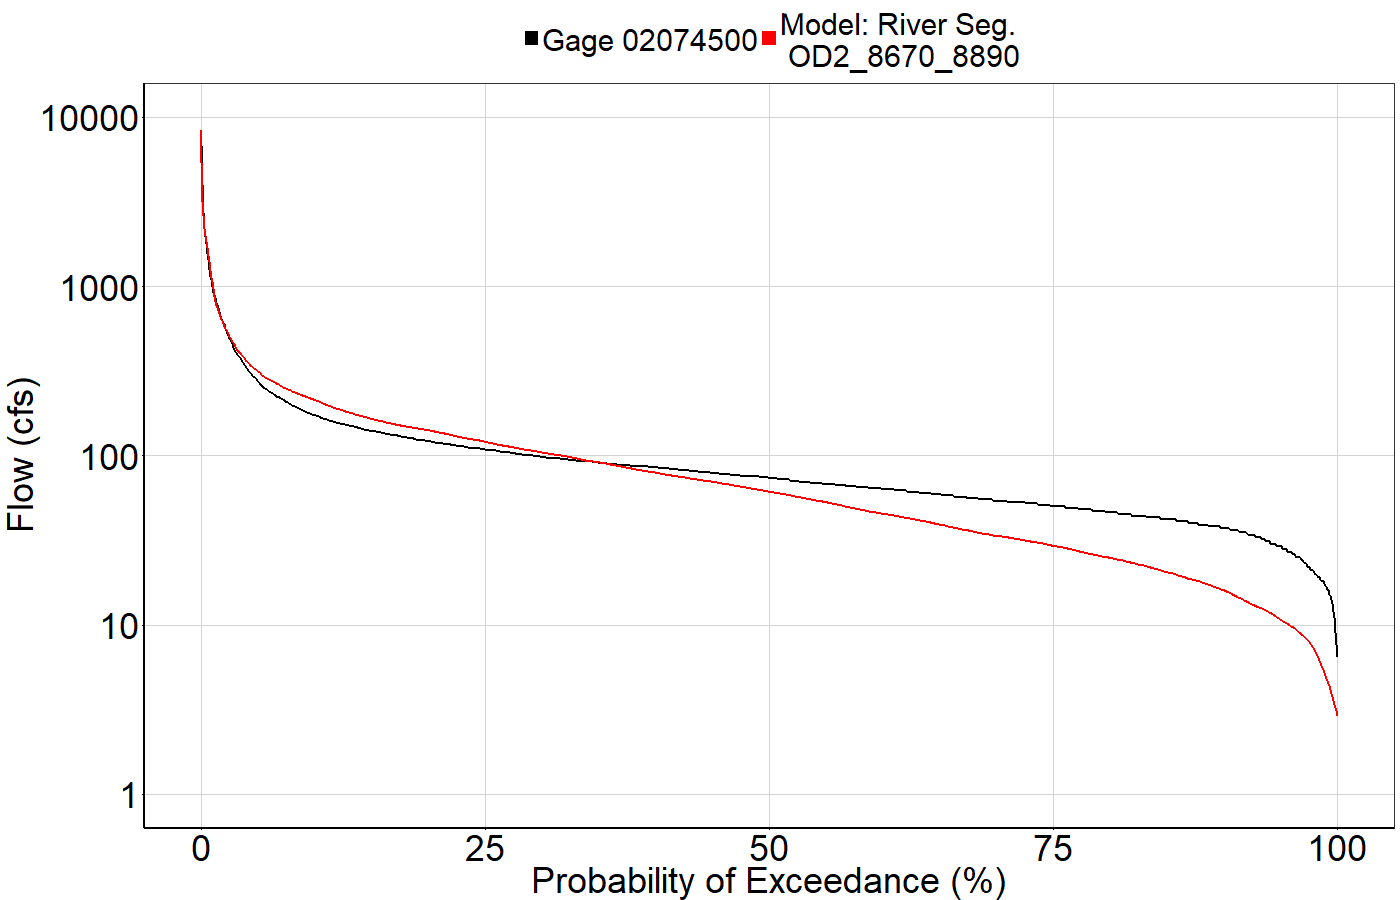 Gage 02074500
Model: River Seg.
OD2_8670_8890
Flow (cfs)
10000
1000
100
10
1
0 25 50 75 100
Probability of Exceedance (%)